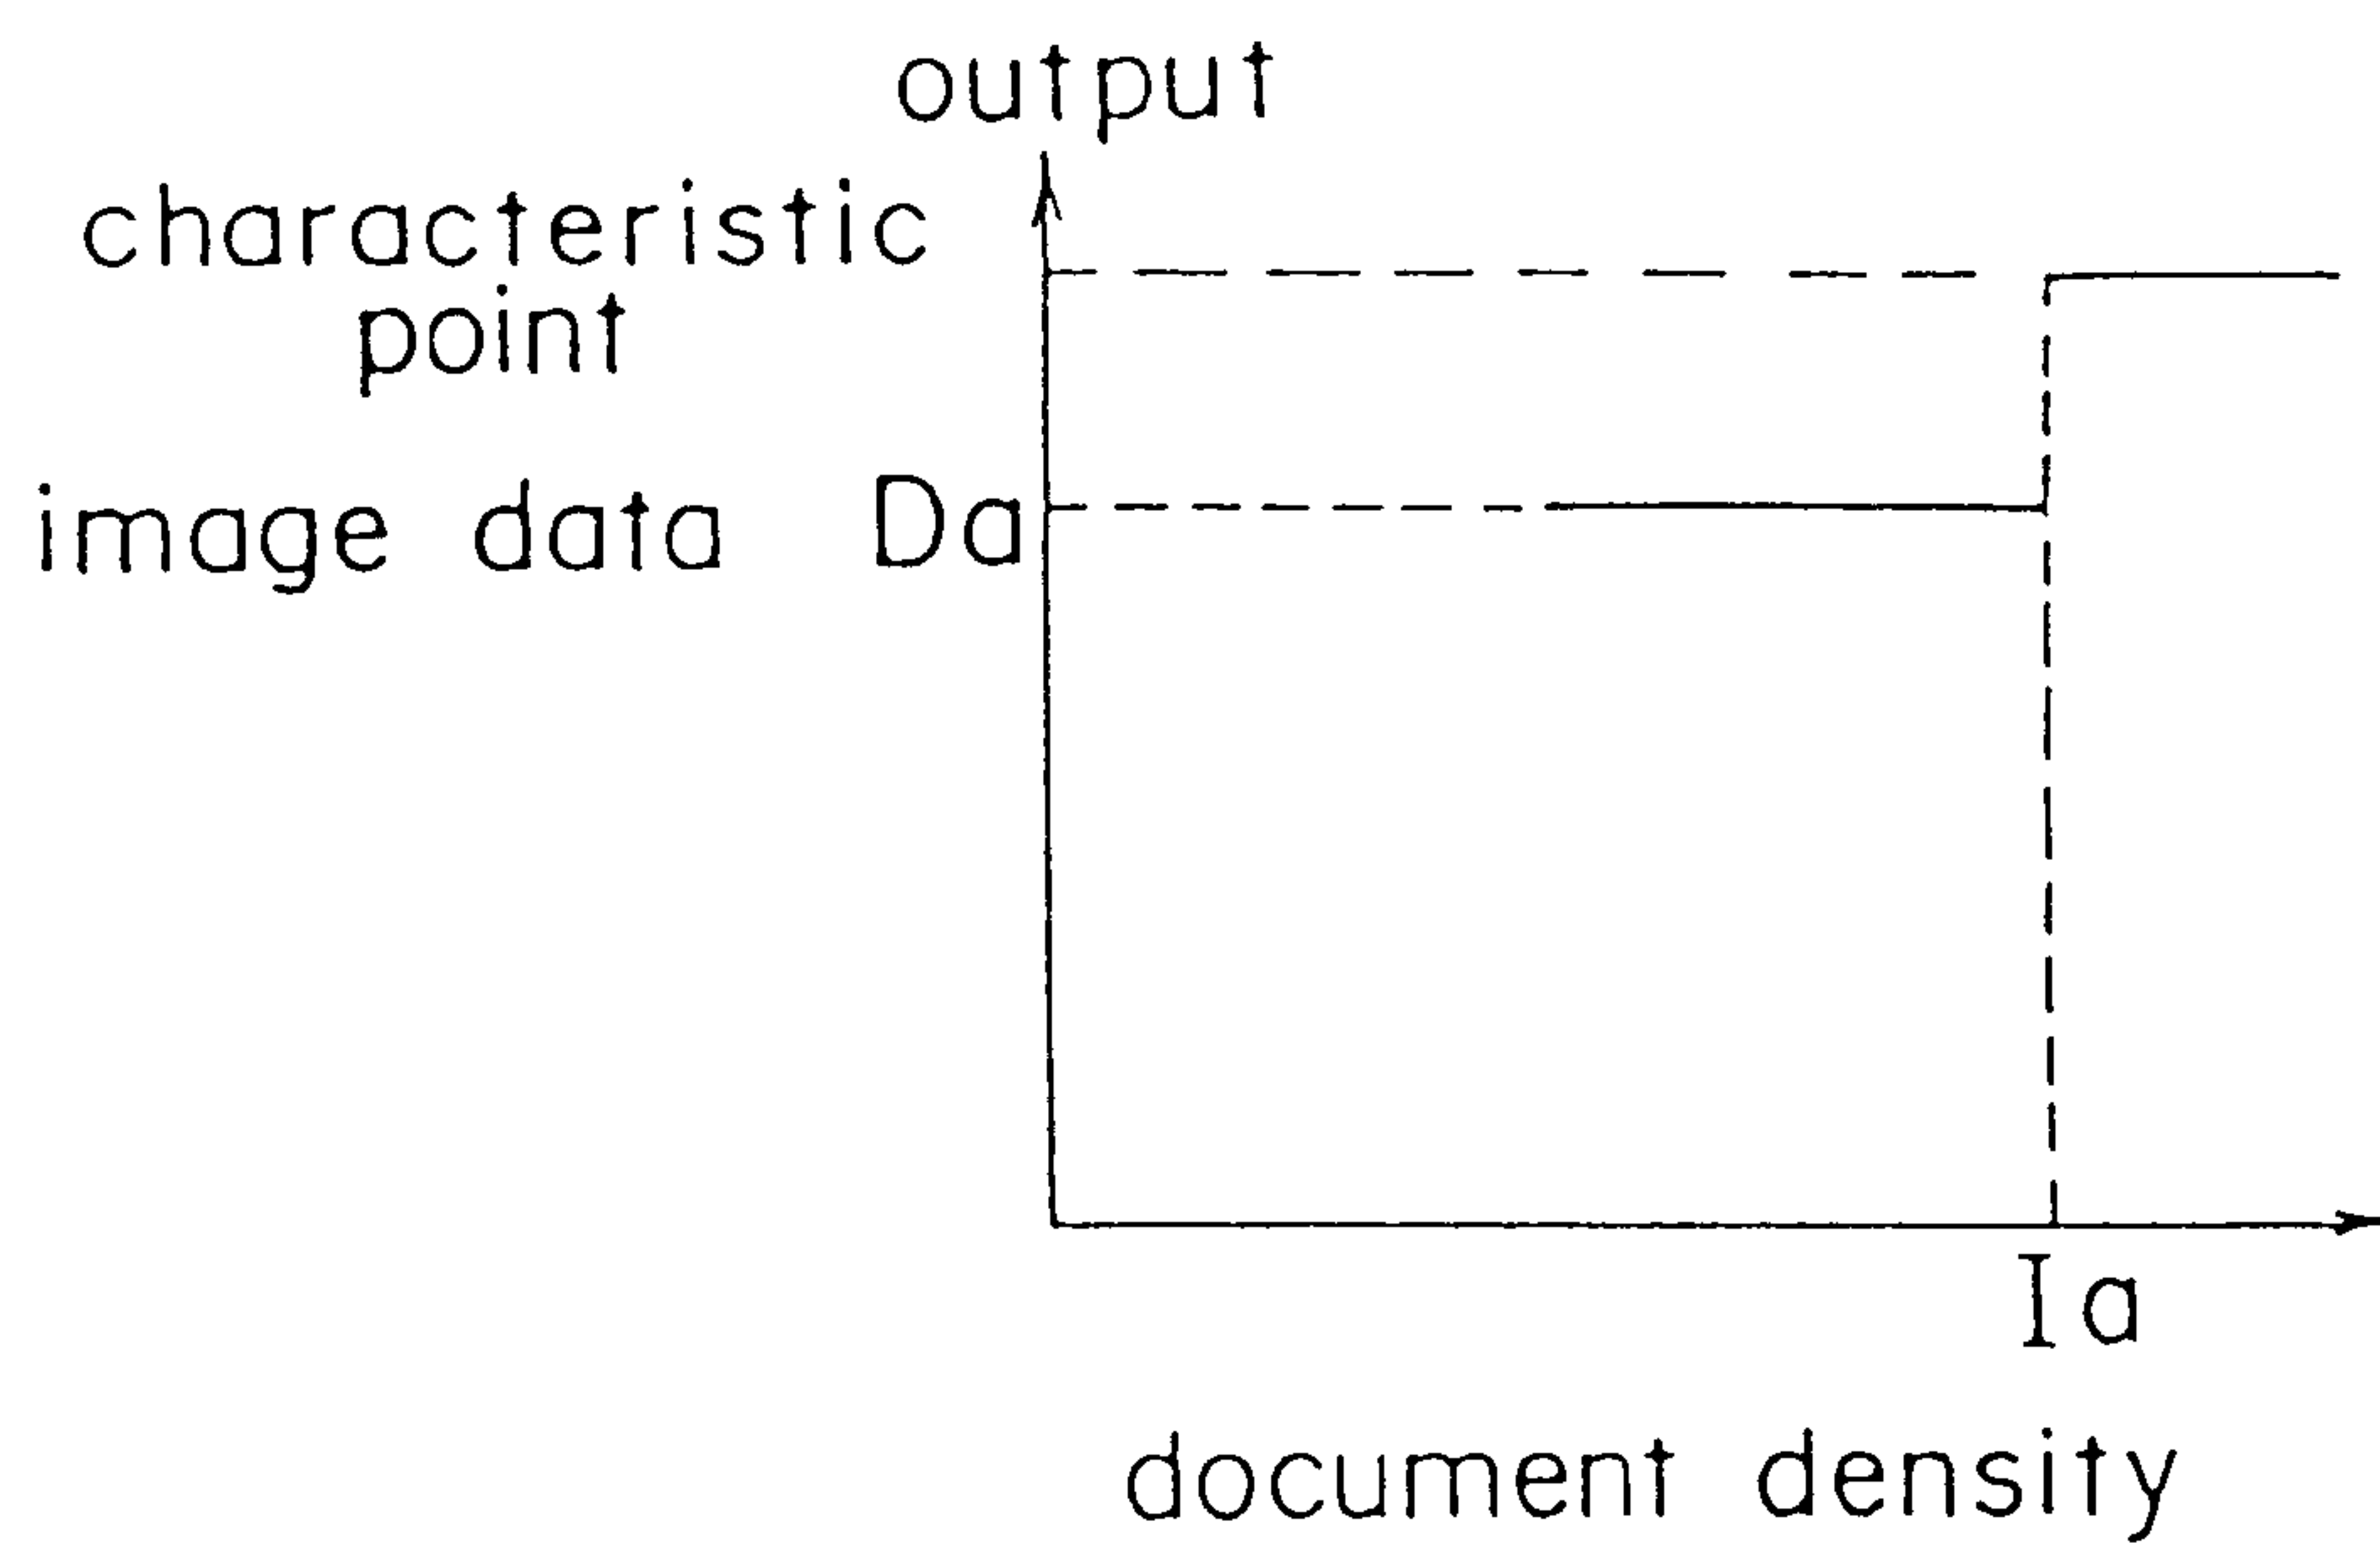 output
characteristic
point
image data Da
Ia
document density